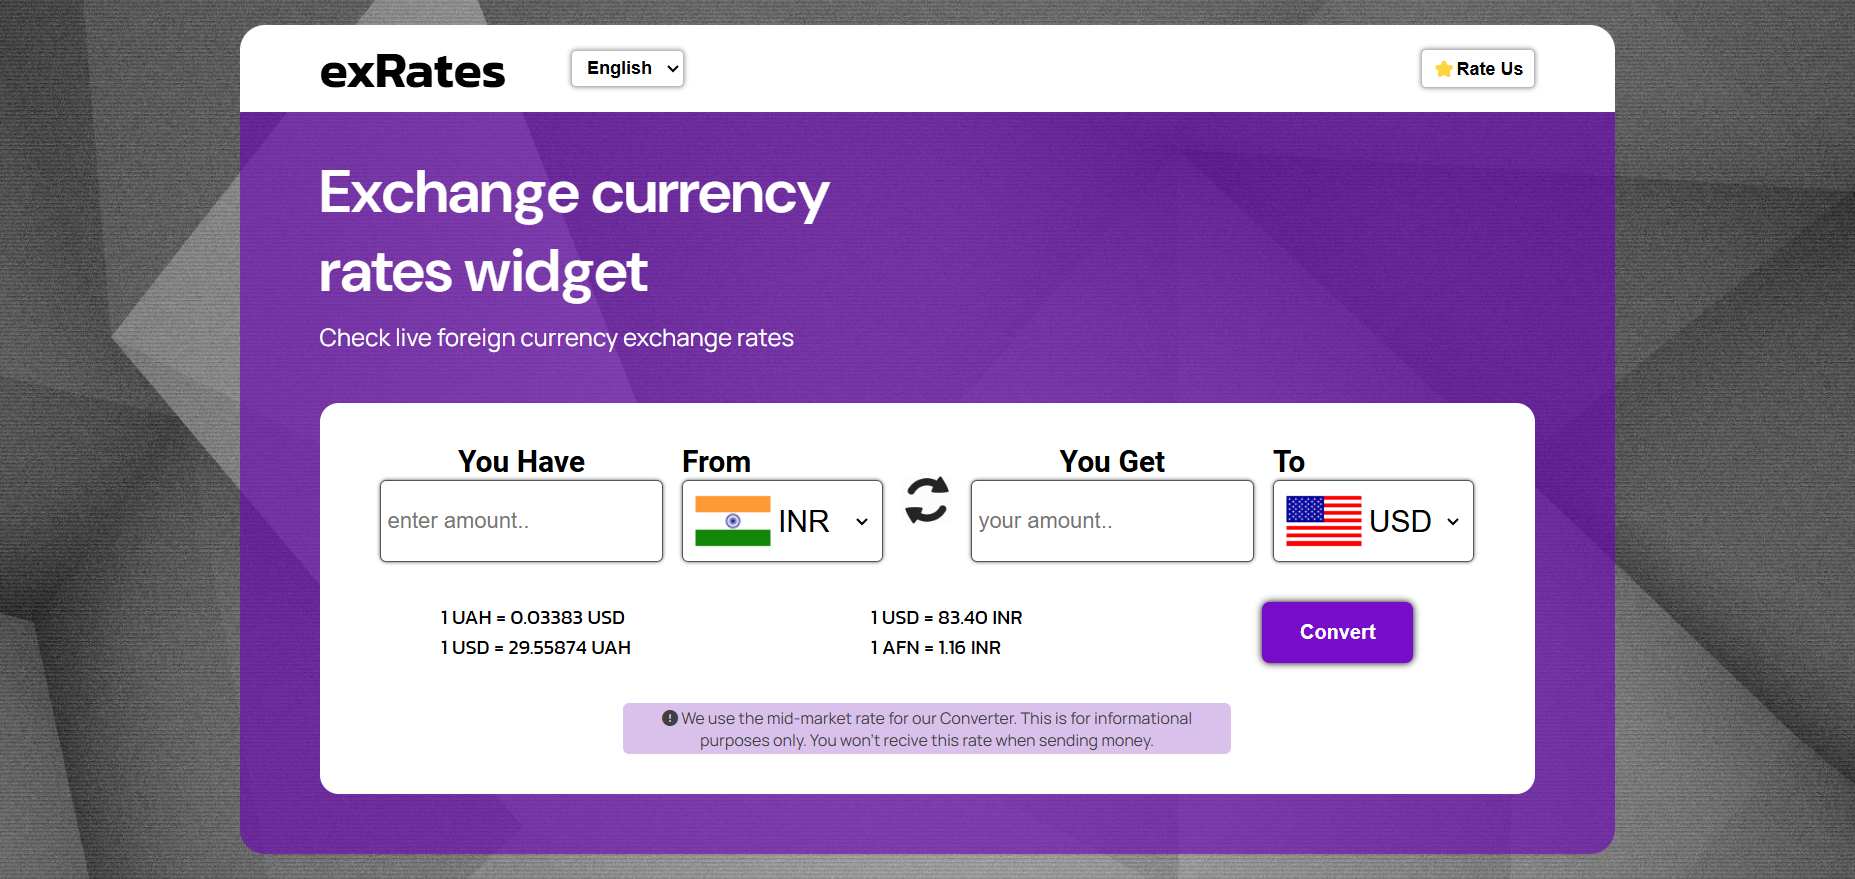 exRates
English
Rate Us
Exchange currency
rates widget
Check live foreign currency exchange rates
You Have
From
You Get
To
enter amount..
INR
your amount..
USD
1 UAH = 0.03383 USD
1 USD = 29.55874 UAH
1 USD = 83.40 INR
1 AFN = 1.16 INR
Convert
We use the mid-market rate for our Converter. This is for informational
purposes only. You won't recive this rate when sending money.